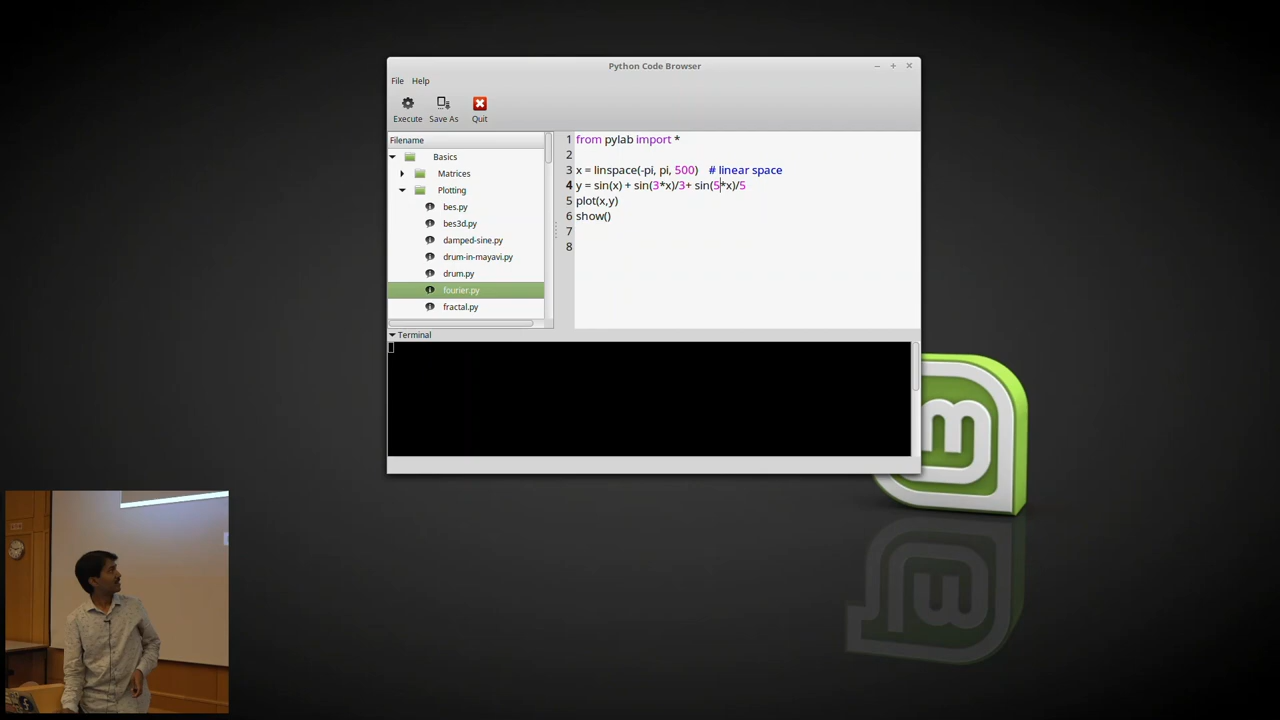 Python Code Browser
File Help
Execute Save As Quit
Filename
Basics
Matrices
Plotting
bes.py
bes3d.py
damped-sine.py
drum-in-mayavi.py
drum.py
fourier.py
fractal.py
1 from pylab import *
2
3 x = linspace(-pi, pi, 500) # linear space
4 y = sin(x) + sin(3*x)/3+ sin(5*x)/5
5 plot(x,y)
6 show()
7
8
Terminal